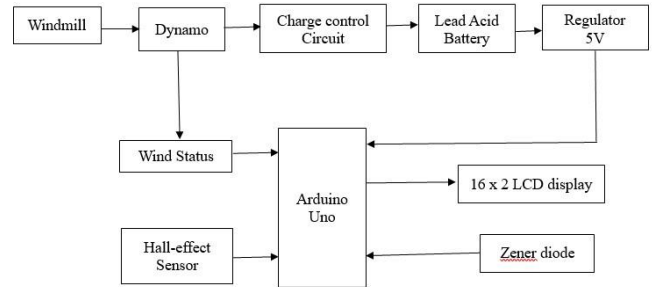 Windmill
Dynamo
Charge control
Circuit
Lead Acid
Battery
Regulator
5V
Wind Status
Arduino
Uno
16 x 2 LCD display
Hall-effect
Sensor
Zener diode